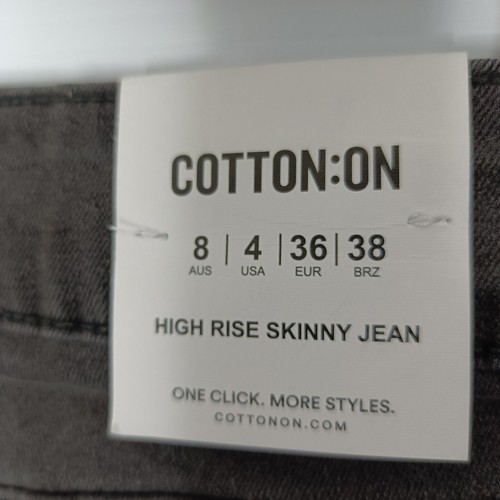 COTTON:ON
8 | 4 | 36 | 38
AUS USA EUR BRZ
HIGH RISE SKINNY JEAN
ONE CLICK. MORE STYLES.
COTTONON.COM